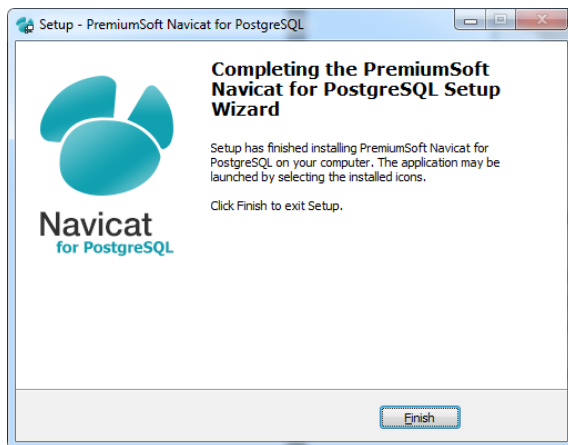 Setup - PremiumSoft Navicat for PostgreSQL
Completing the PremiumSoft
Navicat for PostgreSQL Setup
Wizard
Setup has finished installing PremiumSoft Navicat for
PostgreSQL on your computer. The application may be
launched by selecting the installed icons.
Click Finish to exit Setup.
Navicat
for PostgreSQL
Finish